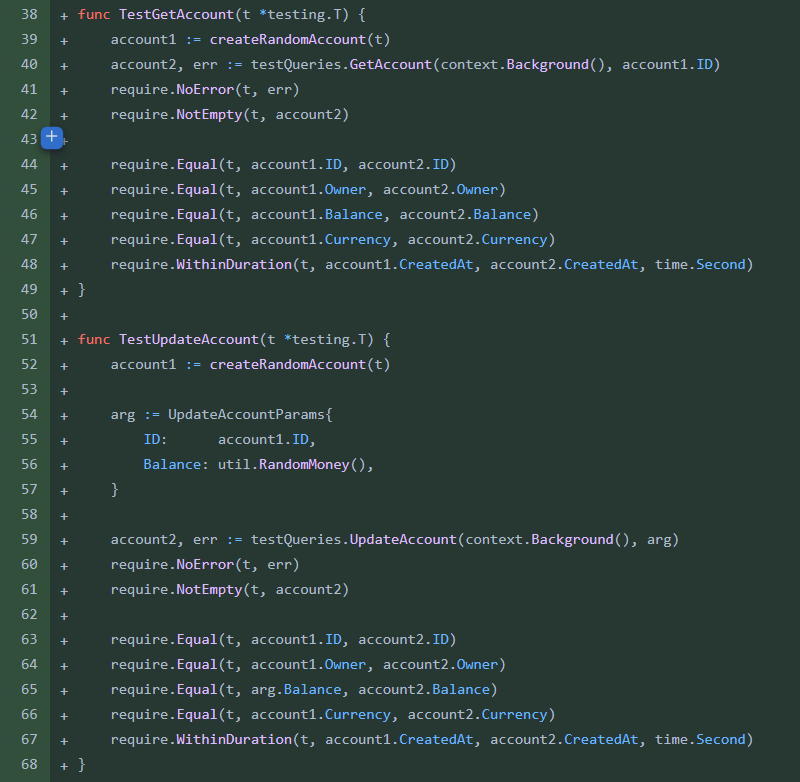 38 + func TestGetAccount(t *testing.T) {
39 +     account1 := createRandomAccount(t)
40 +     account2, err := testQueries.GetAccount(context.Background(), account1.ID)
41 +     require.NoError(t, err)
42 +     require.NotEmpty(t, account2)
43 +
44 +     require.Equal(t, account1.ID, account2.ID)
45 +     require.Equal(t, account1.Owner, account2.Owner)
46 +     require.Equal(t, account1.Balance, account2.Balance)
47 +     require.Equal(t, account1.Currency, account2.Currency)
48 +     require.WithinDuration(t, account1.CreatedAt, account2.CreatedAt, time.Second)
49 + }
50 +
51 + func TestUpdateAccount(t *testing.T) {
52 +     account1 := createRandomAccount(t)
53 +
54 +     arg := UpdateAccountParams{
55 +         ID:      account1.ID,
56 +         Balance: util.RandomMoney(),
57 +     }
58 +
59 +     account2, err := testQueries.UpdateAccount(context.Background(), arg)
60 +     require.NoError(t, err)
61 +     require.NotEmpty(t, account2)
62 +
63 +     require.Equal(t, account1.ID, account2.ID)
64 +     require.Equal(t, account1.Owner, account2.Owner)
65 +     require.Equal(t, arg.Balance, account2.Balance)
66 +     require.Equal(t, account1.Currency, account2.Currency)
67 +     require.WithinDuration(t, account1.CreatedAt, account2.CreatedAt, time.Second)
68 + }